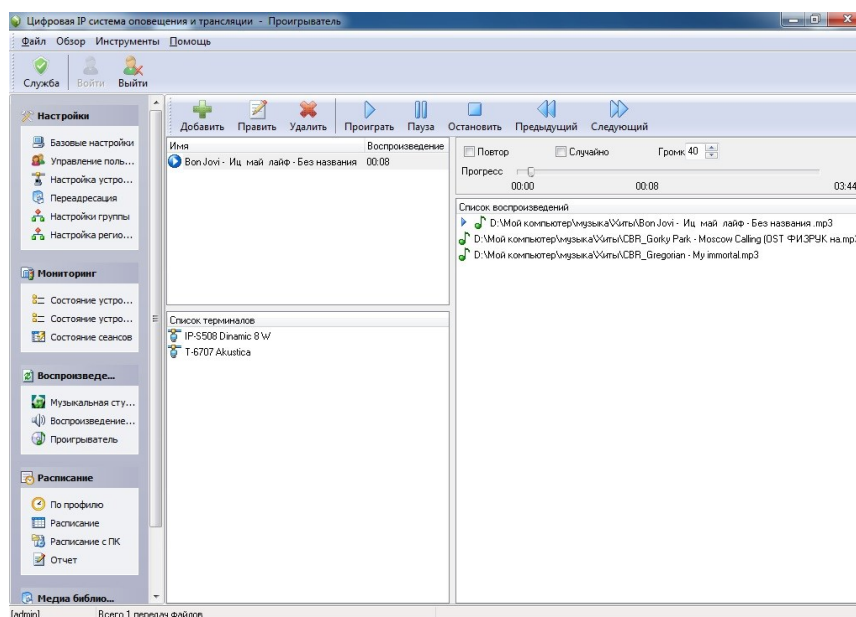 Цифровая IP система оповещения и трансляции - Проигрыватель
Файл Обзор Инструменты Помощь
Служба Войти Выйти
Настройки
Базовые настройки
Управление поль...
Настройка устро...
Переадресация
Настройки группы
Настройка регио...
Мониторинг
Состояние устро...
Состояние устро...
Состояние сеансов
Воспроизведе...
Музыкальная сту...
Воспроизведение...
Проигрыватель
Расписание
По профилю
Расписание
Расписание с ПК
Отчет
Медиа библио...
Добавить Править Удалить Проиграть Пауза Остановить Предыдущий Следующий
Имя Воспроизведение
Bon Jovi - Иц май лайф - Без названия 00:08
Список терминалов
IP-S508 Dinamic 8 W
T-6707 Akustica
Повтор Случайно Громк 40
Прогресс
00:00 00:08 03:44
Список воспроизведений
D:\Мой компьютер\музыка\Хиты\Bon Jovi - Иц май лайф - Без названия .mp3
D:\Мой компьютер\музыка\Хиты\CBR_Gorky Park - Moscow Calling (OST ФИЗРУК на.mp3
D:\Мой компьютер\музыка\Хиты\CBR_Gregorian - My immortal.mp3
[admin] Всего 1 передач файлов